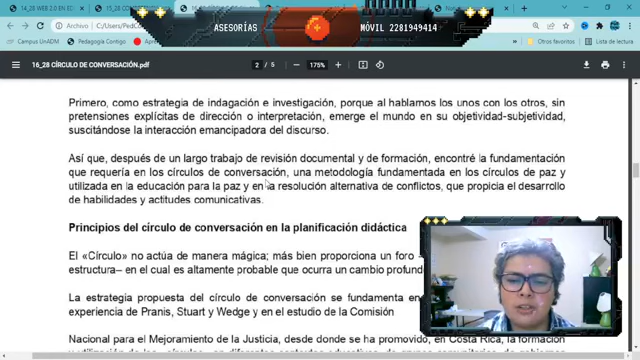 14_28 WEB 2.0 EN ED
Archivo
C:/Users/PedC
ASESORÍAS
MÓVIL 2281949414
Campus UnADM
Pedagogía Contigo
Otros favoritos
Lista de lectura
16_28 CÍRCULO DE CONVERSACIÓN.pdf
2 / 5
175%
Primero, como estrategia de indagación e investigación, porque al hablarnos los unos con los otros, sin
pretensiones explícitas de dirección o interpretación, emerge el mundo en su objetividad-subjetividad,
suscitándose la interacción emancipadora del discurso.
Así que, después de un largo trabajo de revisión documental y de formación, encontré la fundamentación
que requería en los círculos de conversación, una metodología fundamentada en los círculos de paz y
utilizada en la educación para la paz y en la resolución alternativa de conflictos, que propicia el desarrollo
de habilidades y actitudes comunicativas.
Principios del círculo de conversación en la planificación didáctica
El «Círculo» no actúa de manera mágica; más bien proporciona un foro –
estructura– en el cual es altamente probable que ocurra un cambio profund
La estrategia propuesta del círculo de conversación se fundamenta en
experiencia de Pranis, Stuart y Wedge y en el estudio de la Comisión
Nacional para el Mejoramiento de la Justicia, desde donde se ha promovido, en Costa Rica, la formación